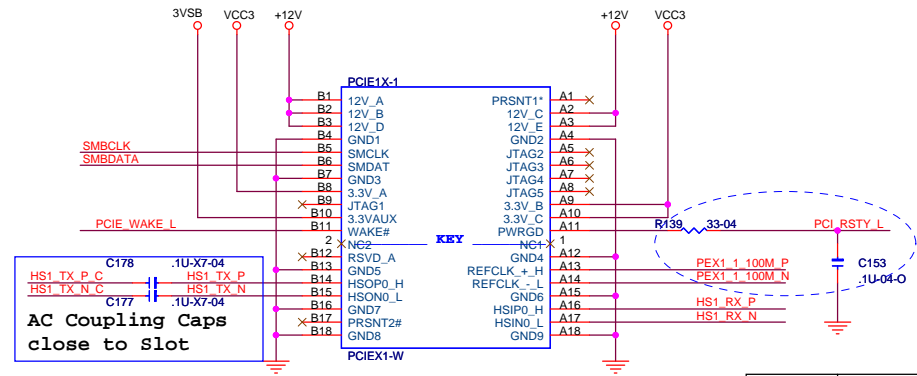 3VSB VCC3 +12V +12V VCC3
PCIE1X-1
B1 12V_A PRSNT1* A1
B2 12V_B 12V_C A2
B3 12V_D 12V_E A3
B4 GND1 GND2 A4
SMBCLK B5 SMCLK JTAG2 A5
SMBDATA B6 SMDAT JTAG3 A6
B7 GND3 JTAG4 A7
B8 3.3V_A JTAG5 A8
B9 JTAG1 3.3V_B A9
B10 3.3VAUX 3.3V_C A10
PCIE_WAKE_L B11 WAKE# PWRGD A11 R139 33-04 PCI_RSTY_L
2 NC2 KEY NC1 1
B12 RSVD_A GND4 A12
B13 GND5 REFCLK_+_H A13 PEX1_1_100M_P
HS1_TX_P_C C178 .1U-X7-04 HS1_TX_P B14 HSOP0_H REFCLK_-_L A14 PEX1_1_100M_N
HS1_TX_N_C C177 .1U-X7-04 HS1_TX_N B15 HSON0_L GND6 A15
B16 GND7 HSIP0_H A16 HS1_RX_P
B17 PRSNT2# HSIN0_L A17 HS1_RX_N
B18 GND8 GND9 A18
C153
.1U-04-O
AC Coupling Caps
close to Slot
PCIEX1-W